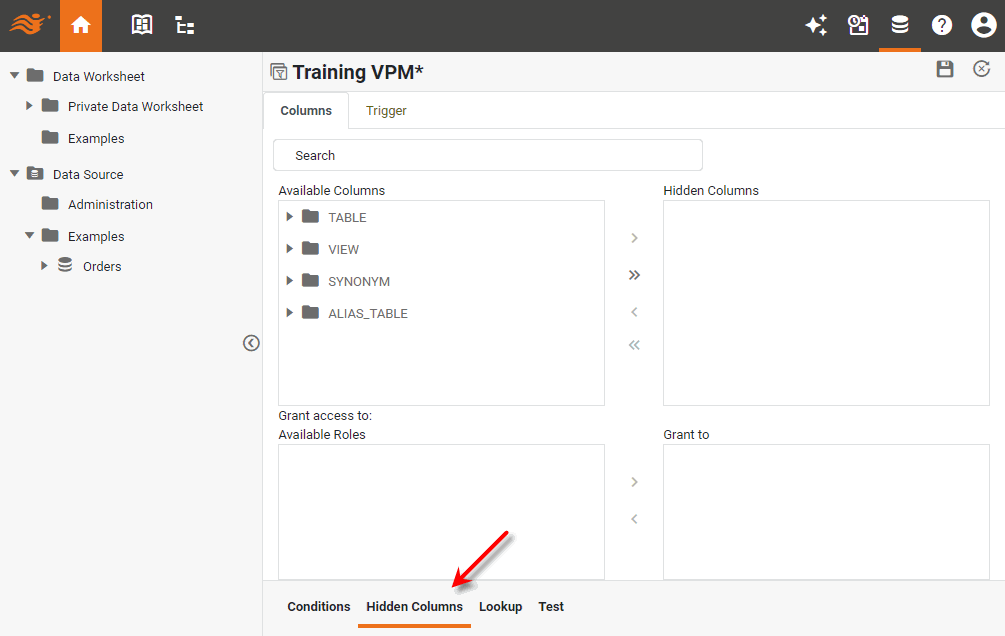 Data Worksheet
Private Data Worksheet
Examples
Data Source
Administration
Examples
Orders
Training VPM*
Columns
Trigger
Search
Available Columns
Hidden Columns
TABLE
VIEW
SYNONYM
ALIAS_TABLE
Grant access to:
Available Roles
Grant to
Conditions
Hidden Columns
Lookup
Test